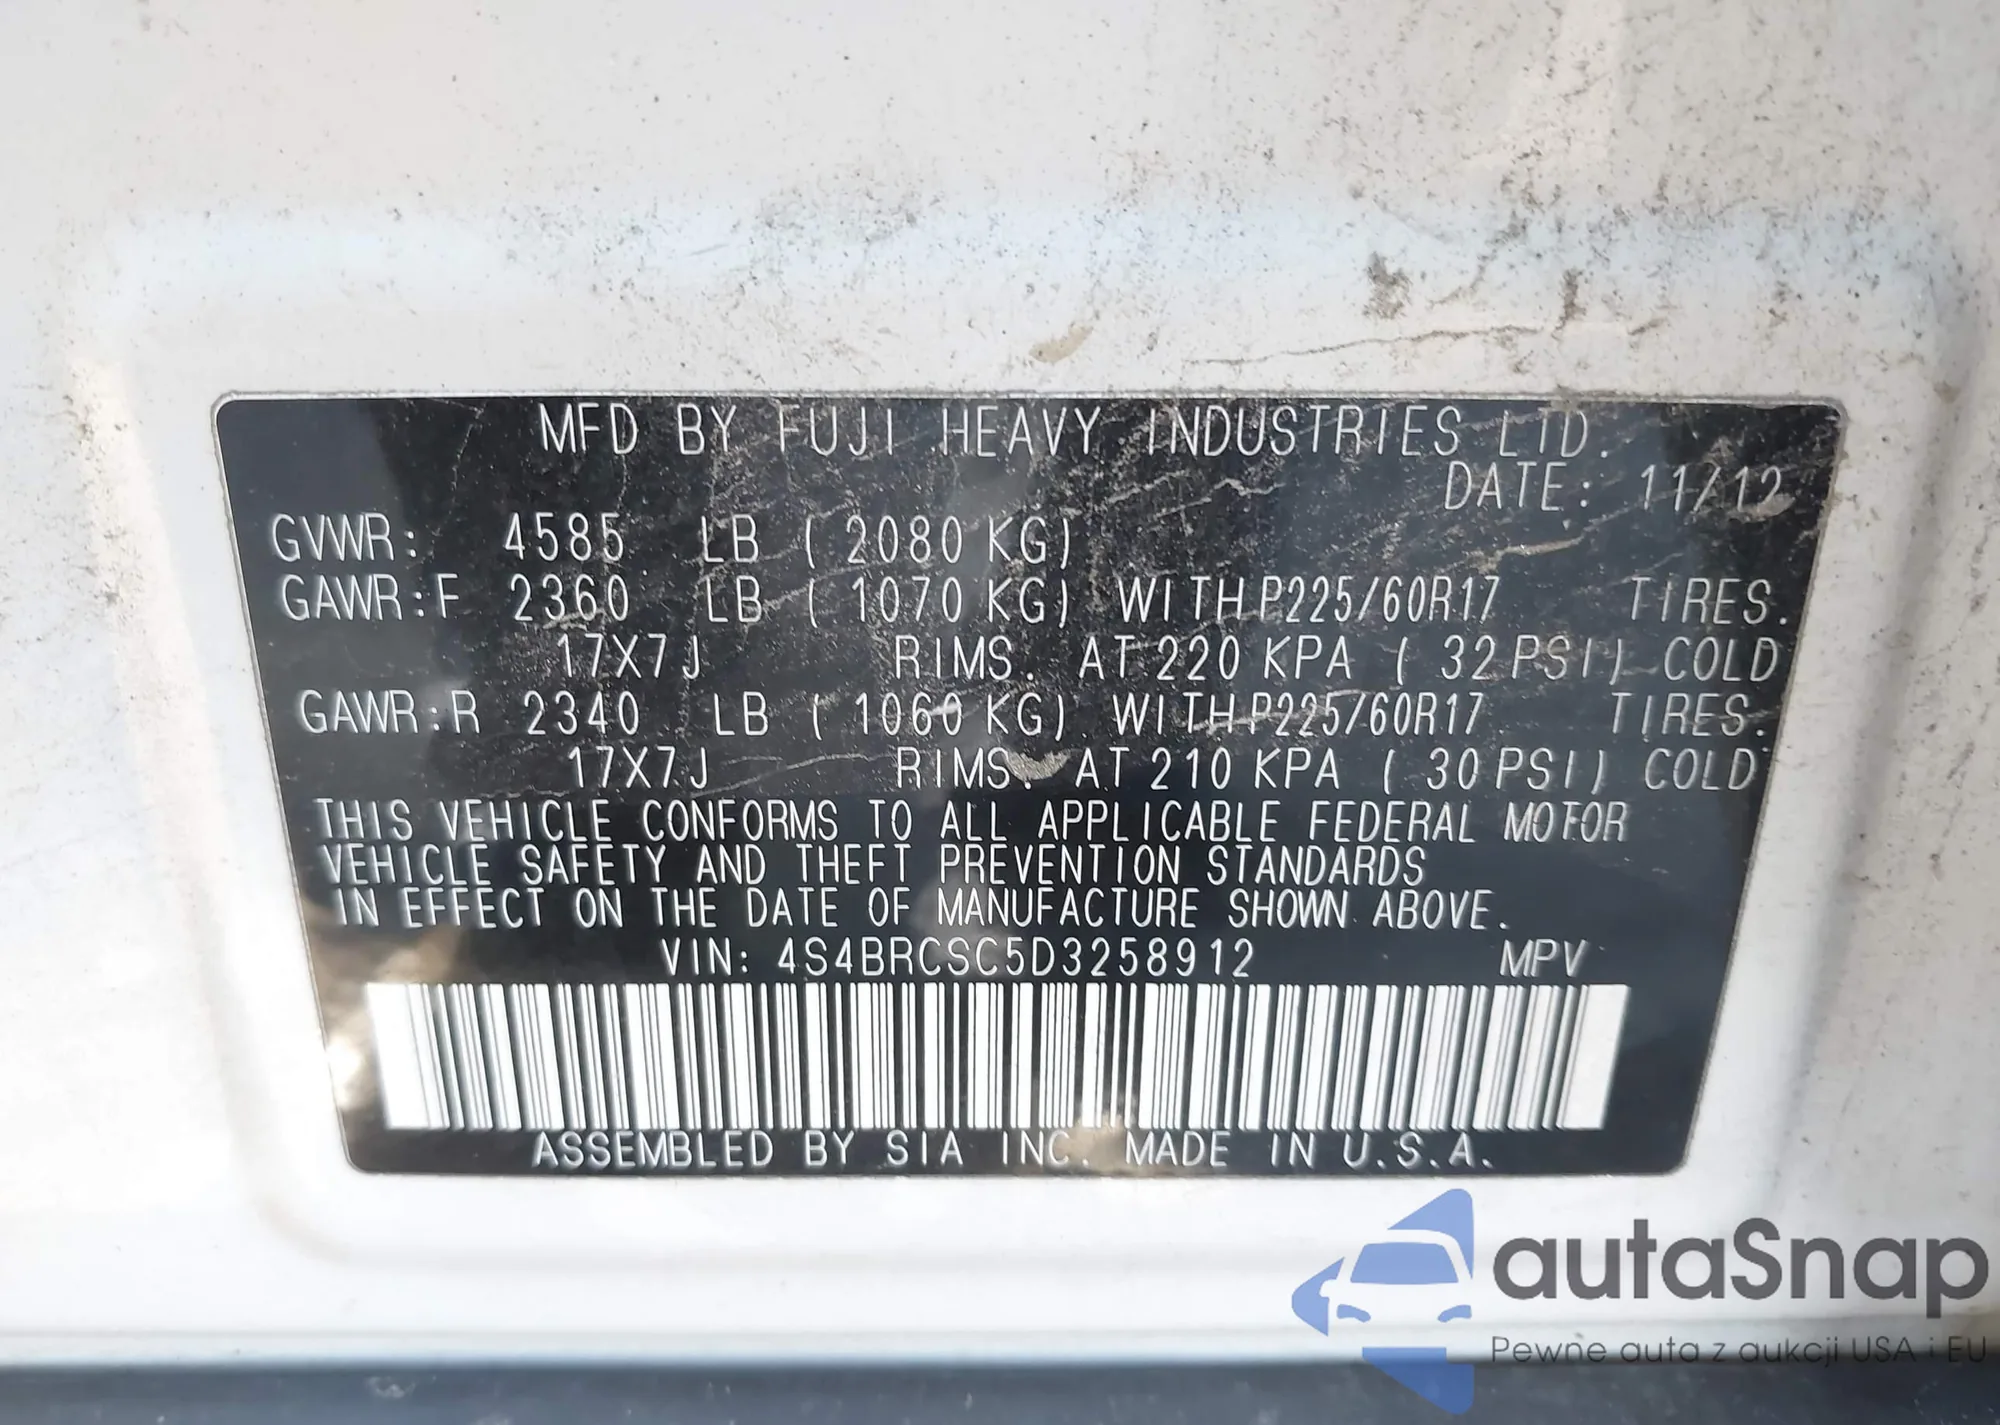 MFD BY FUJI HEAVY INDUSTRIES LTD.
DATE: 11/12
GVWR: 4585 LB ( 2080 KG)
GAWR:F 2360 LB ( 1070 KG) WITH P225/60R17 TIRES.
17X7J RIMS. AT 220 KPA ( 32 PSI) COLD
GAWR:R 2340 LB ( 1060 KG) WITH P225/60R17 TIRES.
17X7J RIMS. AT 210 KPA ( 30 PSI) COLD
THIS VEHICLE CONFORMS TO ALL APPLICABLE FEDERAL MOTOR
VEHICLE SAFETY AND THEFT PREVENTION STANDARDS
IN EFFECT ON THE DATE OF MANUFACTURE SHOWN ABOVE.
VIN: 4S4BRCSC5D3258912 MPV
ASSEMBLED BY SIA INC. MADE IN U.S.A.
autaSnap
Pewne auta z aukcji USA i EU